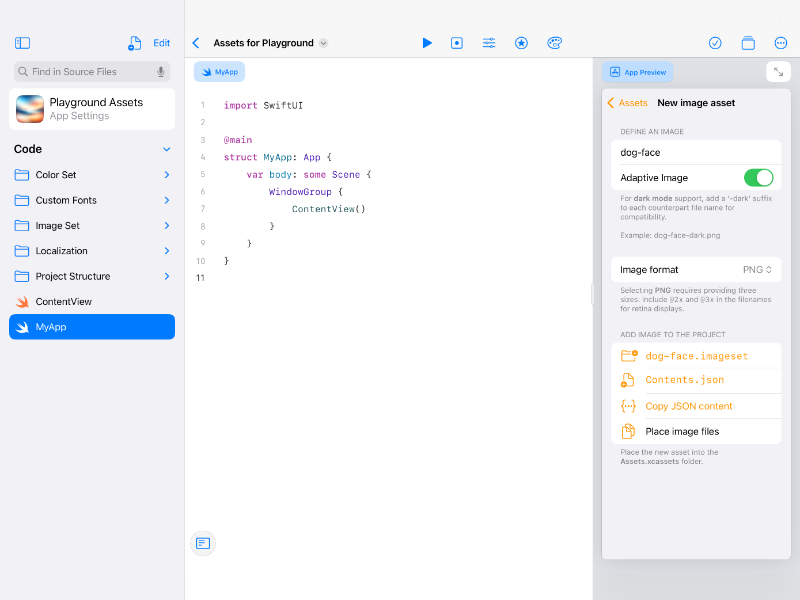 Edit
Assets for Playground
Find in Source Files
Playground Assets
App Settings
Code
Color Set
Custom Fonts
Image Set
Localization
Project Structure
ContentView
MyApp
MyApp
1 import SwiftUI
2
3 @main
4 struct MyApp: App {
5 var body: some Scene {
6 WindowGroup {
7 ContentView()
8 }
9 }
10 }
11
App Preview
Assets
New image asset
DEFINE AN IMAGE
dog-face
Adaptive Image
For dark mode support, add a '-dark' suffix
to each counterpart file name for
compatibility.
Example: dog-face-dark.png
Image format PNG
Selecting PNG requires providing three
sizes. include @2x and @3x in the filenames
for retina displays.
ADD IMAGE TO THE PROJECT
dog-face.imageset
Contents.json
Copy JSON content
Place image files
Place the new asset into the
Assets.xcassets folder.